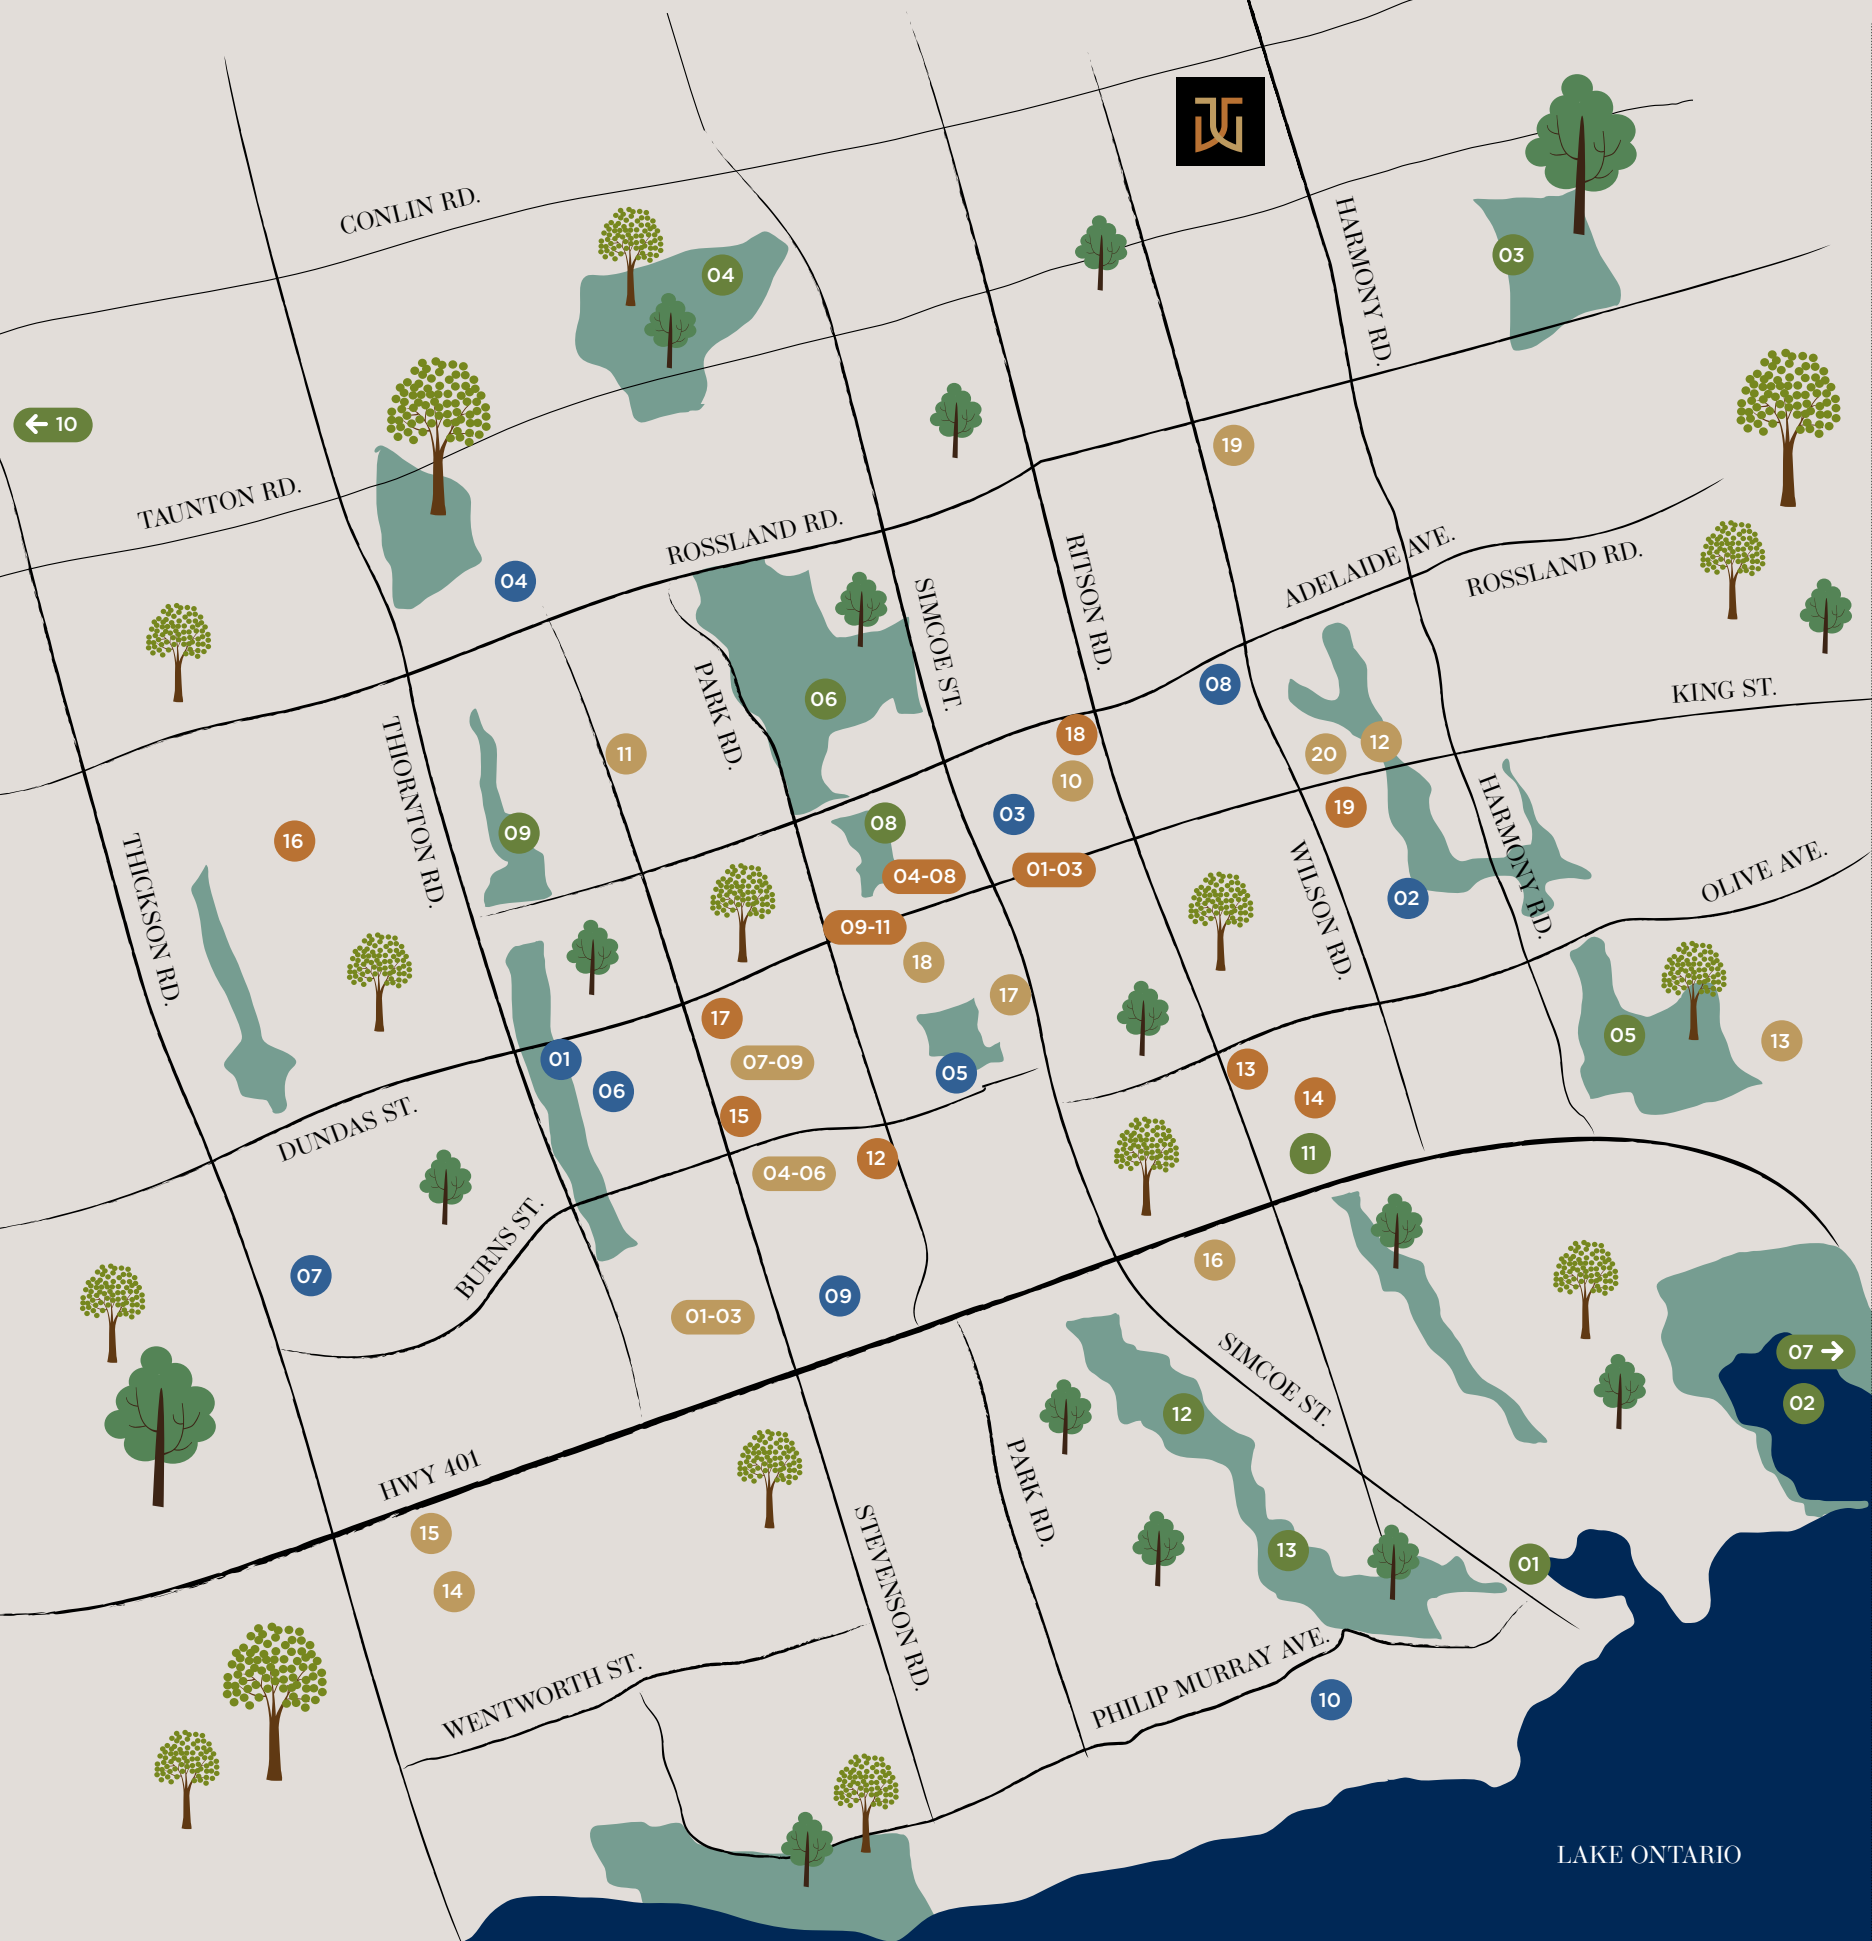 CONLIN RD.
HARMONY RD.
03
04
← 10
19
TAUNTON RD.
ROSSLAND RD.
04
SIMCOE ST.
RITSON RD.
ADELAIDE AVE.
ROSSLAND RD.
PARK RD.
06
08
KING ST.
THORNTON RD.
11
18
20
12
10
HARMONY RD.
03
19
16
09
08
THICKSON RD.
04-08
01-03
WILSON RD.
OLIVE AVE.
02
09-11
18
17
17
05
13
01
07-09
05
13
06
14
15
DUNDAS ST.
11
04-06
12
BURNS ST.
16
07
09
01-03
SIMCOE ST.
07 →
02
12
HWY 401
PARK RD.
15
STEVENSON RD.
13
01
14
WENTWORTH ST.
PHILIP MURRAY AVE.
10
LAKE ONTARIO